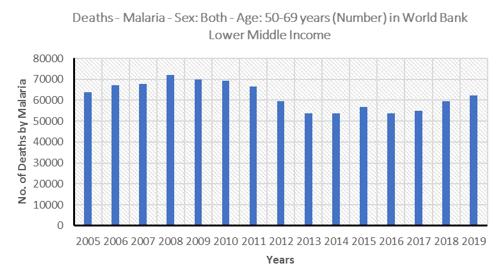 Deaths - Malaria - Sex: Both - Age: 50-69 years (Number) in World Bank
Lower Middle Income
No. of Deaths by Malaria
80000
70000
60000
50000
40000
30000
20000
10000
0
2005 2006 2007 2008 2009 2010 2011 2012 2013 2014 2015 2016 2017 2018 2019
Years